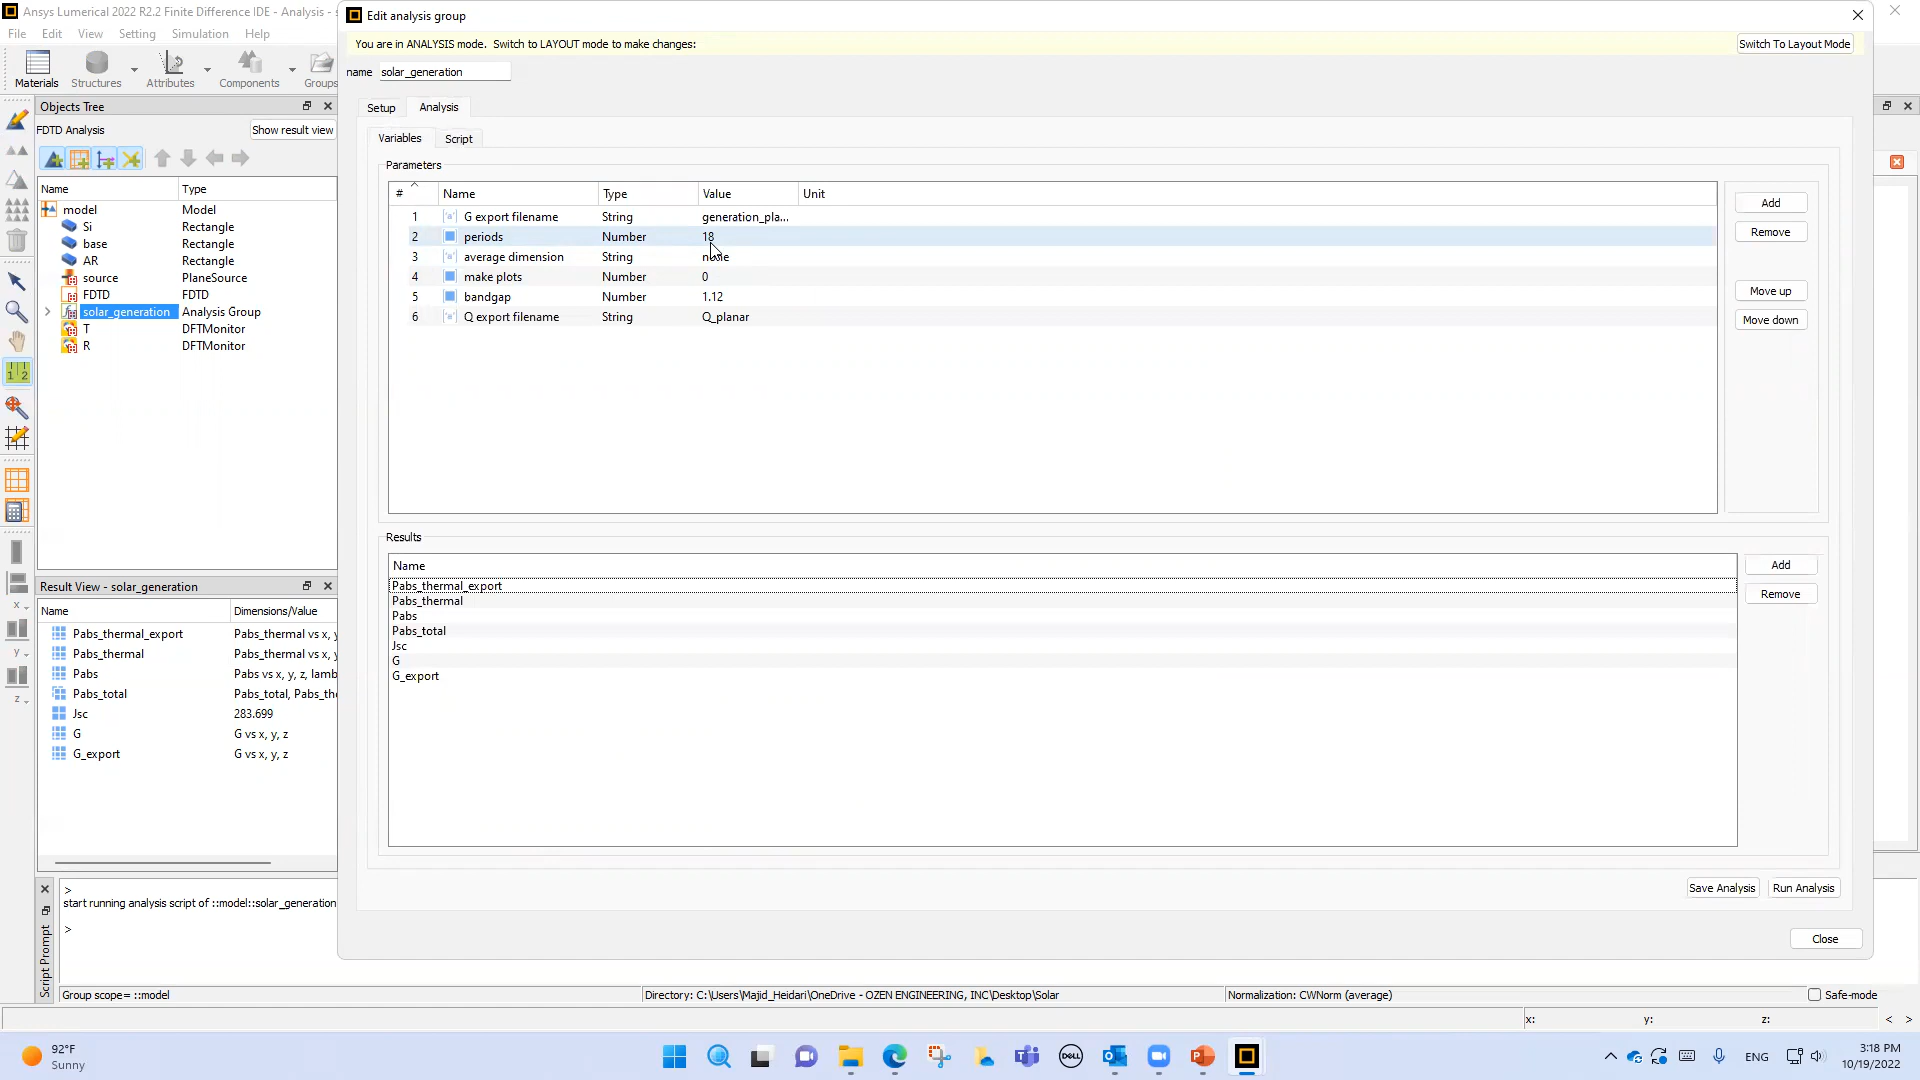 Ansys Lumerical 2022 R2.2 Finite Difference IDE - Analysis -
File Edit View Setting Simulation Help
Materials Structures Attributes Components Groups
Objects Tree
FDTD Analysis
Show result view
Name Type
model Model
Si Rectangle
base Rectangle
AR Rectangle
source PlaneSource
FDTD FDTD
solar_generation Analysis Group
T DFTMonitor
R DFTMonitor
Result View - solar_generation
Name Dimensions/Value
Pabs_thermal_export Pabs_thermal vs x, y
Pabs_thermal Pabs_thermal vs x, y
Pabs Pabs vs x, y, z, lamb
Pabs_total Pabs_total, Pabs_the
Jsc 283.699
G G vs x, y, z
G_export G vs x, y, z
x
y
z
Script Prompt
>
start running analysis script of ::model::solar_generation
>
Edit analysis group
You are in ANALYSIS mode. Switch to LAYOUT mode to make changes:
Switch To Layout Mode
name solar_generation
Setup Analysis
Variables Script
Parameters
# Name Type Value Unit
1 G export filename String generation_pla...
2 periods Number 18
3 average dimension String
4 make plots Number 0
5 bandgap Number 1.12
6 Q export filename String Q_planar
Add
Remove
Move up
Move down
Results
Name
Pabs_thermal_export
Pabs_thermal
Pabs
Pabs_total
Jsc
G
G_export
Add
Remove
Save Analysis Run Analysis
Close
Group scope= ::model
Directory: C:\Users\Majid_Heidari\OneDrive - OZEN ENGINEERING, INC\Desktop\Solar
Normalization: CWNorm (average)
Safe-mode
x: y: z: < >
92°F
Sunny
DELL
ENG
3:18 PM
10/19/2022